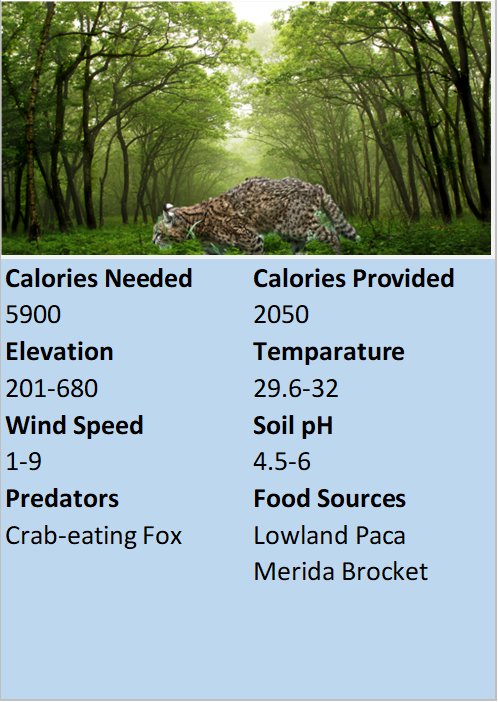 Calories Needed Calories Provided
5900 2050
Elevation Temparature
201-680 29.6-32
Wind Speed Soil pH
1-9 4.5-6
Predators Food Sources
Crab-eating Fox Lowland Paca
Merida Brocket